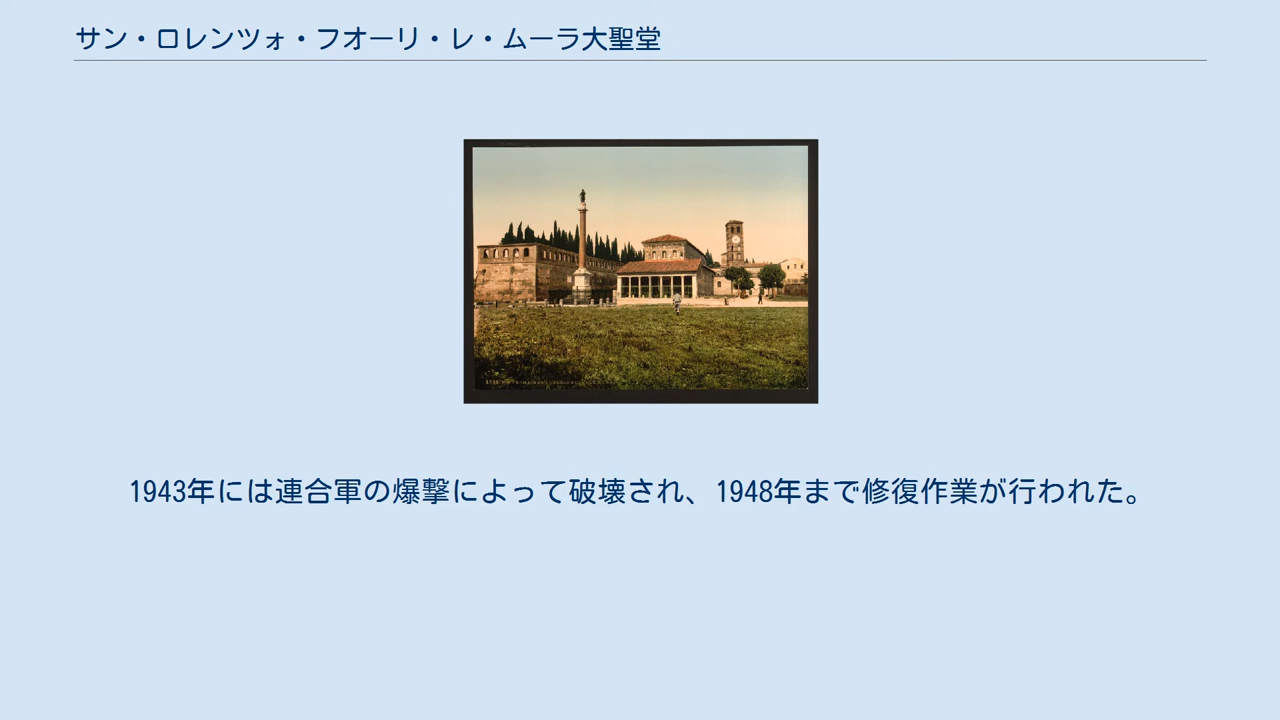 サン・ロレンツォ・フオーリ・レ・ムーラ大聖堂
1943年には連合軍の爆撃によって破壊され、1948年まで修復作業が行われた。